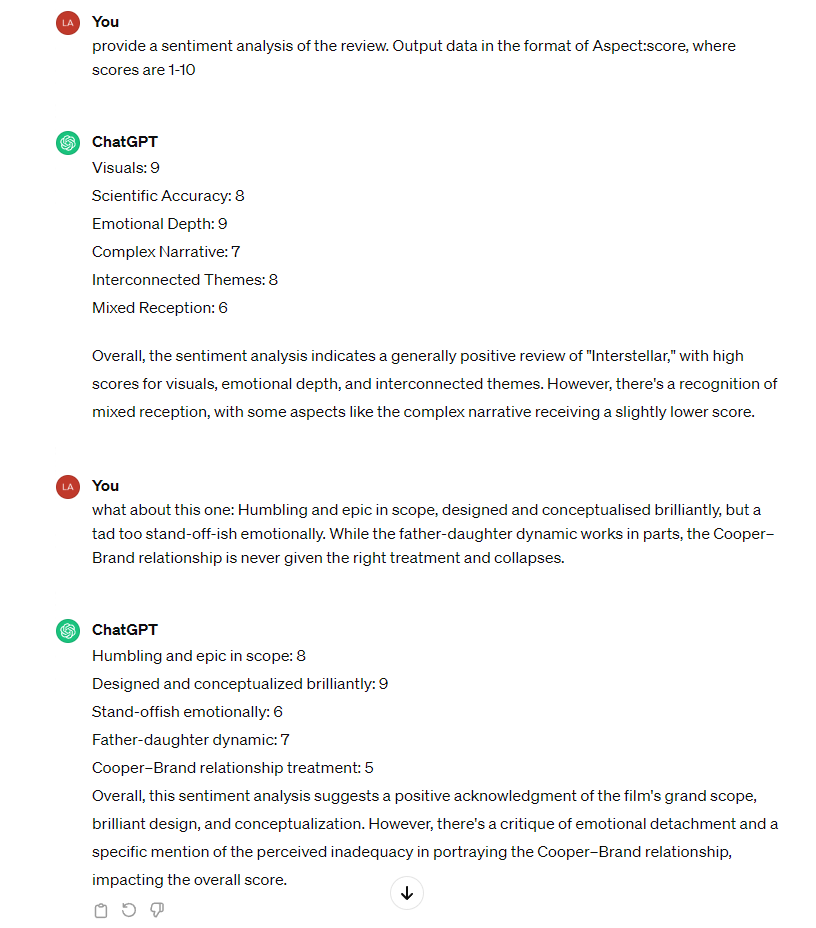 LA
You
provide a sentiment analysis of the review. Output data in the format of Aspect:score, where
scores are 1-10
ChatGPT
Visuals: 9
Scientific Accuracy: 8
Emotional Depth: 9
Complex Narrative: 7
Interconnected Themes: 8
Mixed Reception: 6
Overall, the sentiment analysis indicates a generally positive review of "Interstellar," with high
scores for visuals, emotional depth, and interconnected themes. However, there's a recognition of
mixed reception, with some aspects like the complex narrative receiving a slightly lower score.
LA
You
what about this one: Humbling and epic in scope, designed and conceptualised brilliantly, but a
tad too stand-off-ish emotionally. While the father-daughter dynamic works in parts, the Cooper–
Brand relationship is never given the right treatment and collapses.
ChatGPT
Humbling and epic in scope: 8
Designed and conceptualized brilliantly: 9
Stand-offish emotionally: 6
Father-daughter dynamic: 7
Cooper–Brand relationship treatment: 5
Overall, this sentiment analysis suggests a positive acknowledgment of the film's grand scope,
brilliant design, and conceptualization. However, there's a critique of emotional detachment and a
specific mention of the perceived inadequacy in portraying the Cooper–Brand relationship,
impacting the overall score.